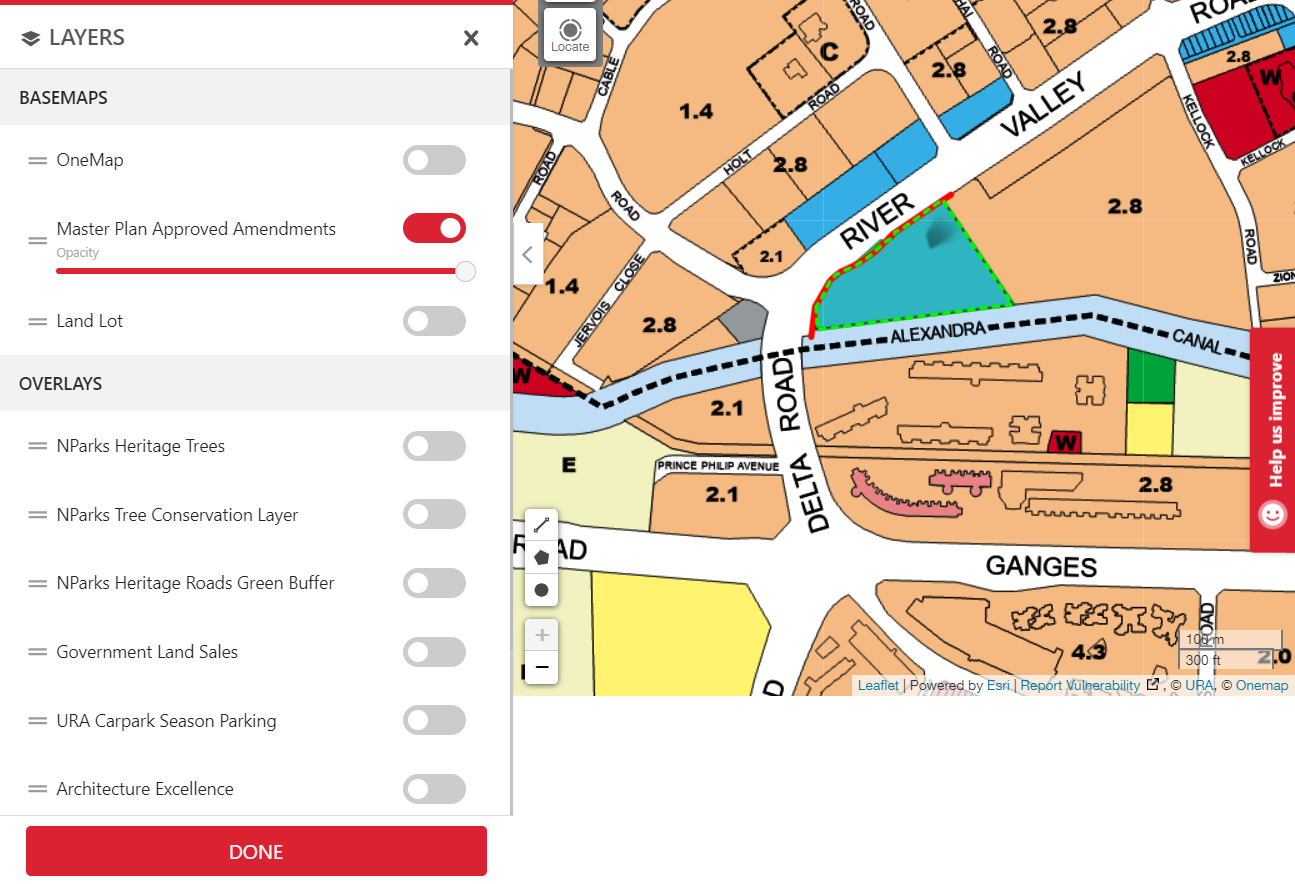 LAYERS
BASEMAPS
OneMap
Master Plan Approved Amendments
Opacity
Land Lot
OVERLAYS
NParks Heritage Trees
NParks Tree Conservation Layer
NParks Heritage Roads Green Buffer
Government Land Sales
URA Carpark Season Parking
Architecture Excellence
DONE
Locate
ROAD
HAI
ROAD
2.8
ROA
C
ROAD
2.8
2.8
W
CABLE
ROAD
1.4
VALLEY
KELLOCK
KELLOCK
HOLT
2.8
ROAD
ROAD
RIVER
2.8
2.1
ROAD
ZION
CLOSE
1.4
JERVOIS
2.8
ALEXANDRA
CANAL
W
2.1
ROAD
W
E
PRINCE PHILIP AVENUE
2.1
DELTA
2.8
ROAD
GANGES
ROAD
4.3
2.0
D
S
Help us improve
+
−
100 m
300 ft
Leaflet | Powered by Esri | Report Vulnerability , © URA, © Onemap